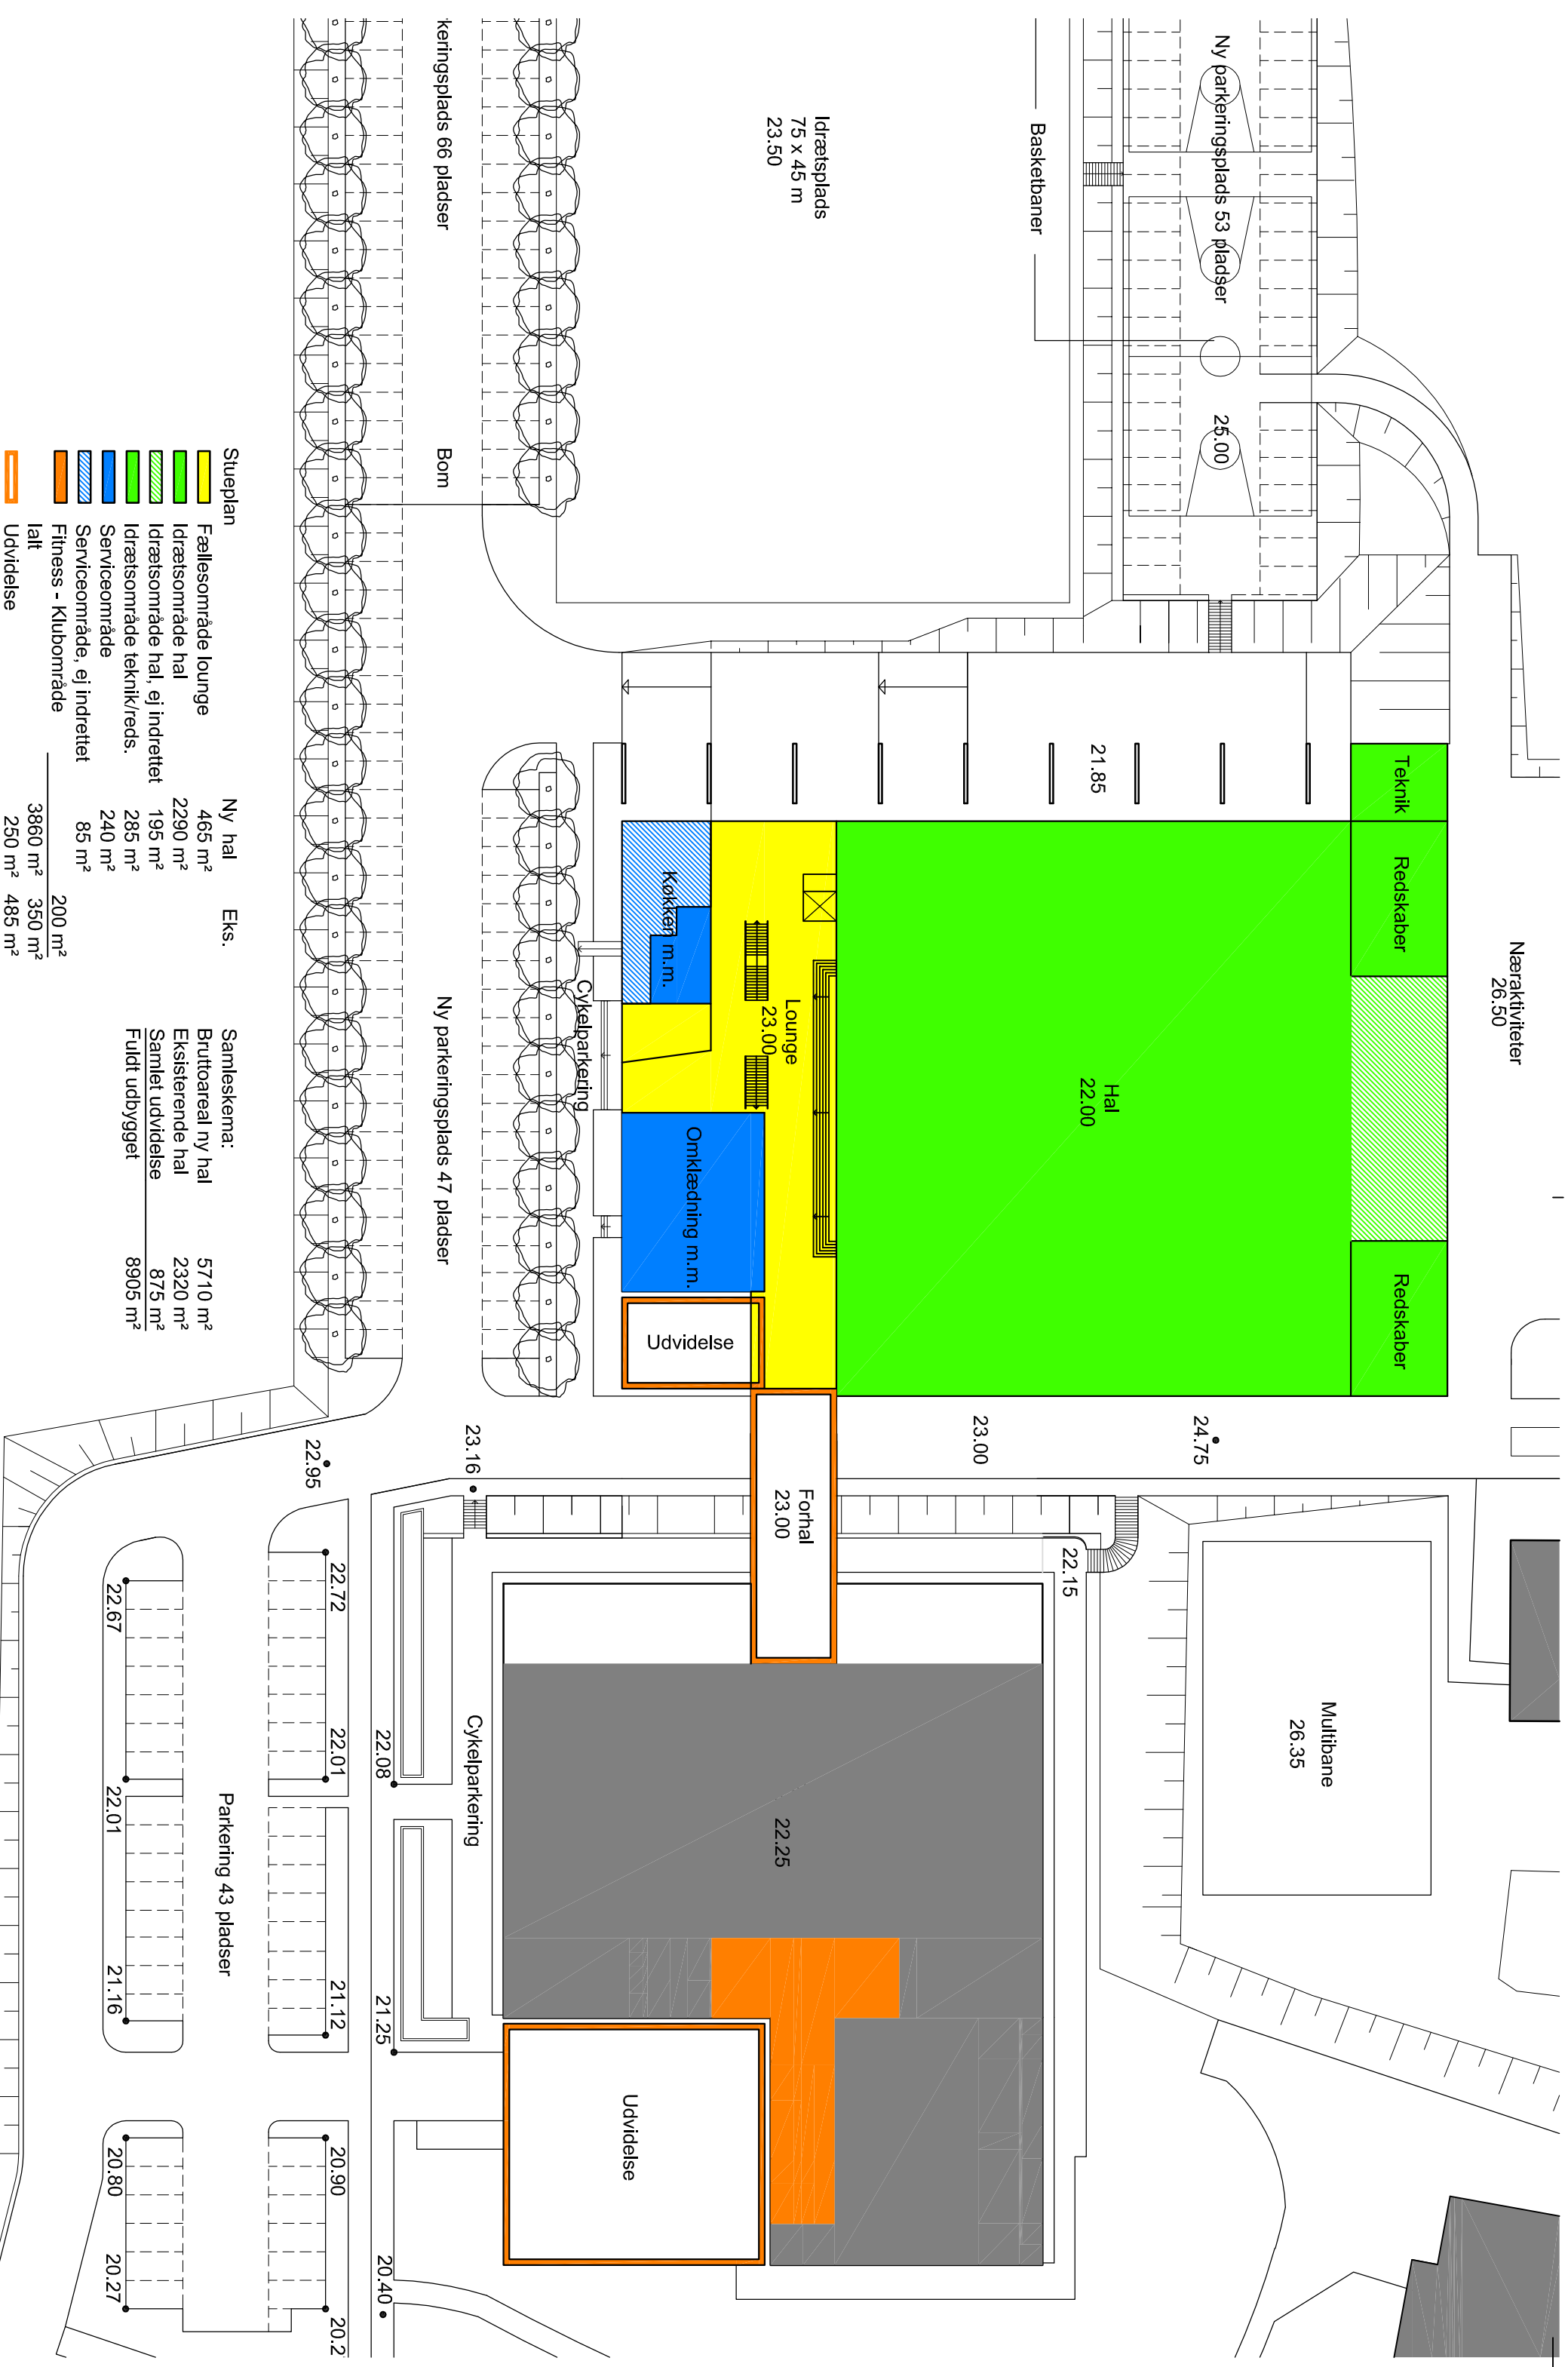 Næraktiviteter
26.50
Ny parkeringsplads 53 pladser
25.00
Basketbaner
Idrætsplads
75 x 45 m
23.50
keringsplads 66 pladser
Bom
Teknik
Redskaber
Redskaber
21.85
Hal
22.00
Lounge
23.00
Køkken m.m.
Omklædning m.m.
Udvidelse
Cykelparkering
Ny parkeringsplads 47 pladser
24.75
23.00
Forhal
23.00
23.16
22.95
22.15
Multibane
26.35
22.25
Udvidelse
Cykelparkering
22.08
21.25
20.40
22.72
22.01
21.12
20.90
20.2
Parkering 43 pladser
22.67
22.01
21.16
20.80
20.27
Stueplan Ny hal Eks.
Fællesområde lounge 465 m²
Idrætsområde hal 2290 m²
Idrætsområde hal, ej indrettet 195 m²
Idrætsområde teknik/reds. 285 m²
Serviceområde 240 m²
Serviceområde, ej indrettet 85 m²
Fitness - Klubområde 200 m²
Ialt 3860 m² 350 m²
Udvidelse 250 m² 485 m²
Samleskema:
Bruttoareal ny hal 5710 m²
Eksisterende hal 2320 m²
Samlet udvidelse 875 m²
Fuldt udbygget 8905 m²